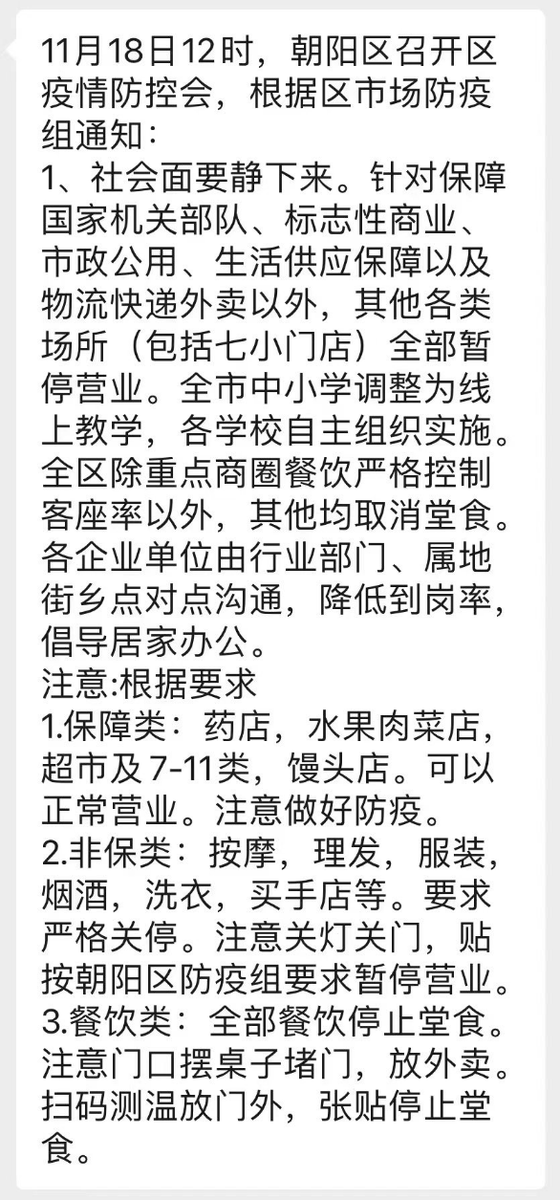 11月18日12时，朝阳区召开区
疫情防控会，根据区市场防疫
组通知：
1、社会面要静下来。针对保障
国家机关部队、标志性商业、
市政公用、生活供应保障以及
物流快递外卖以外，其他各类
场所（包括七小门店）全部暂
停营业。全市中小学调整为线
上教学，各学校自主组织实施。
全区除重点商圈餐饮严格控制
客座率以外，其他均取消堂食。
各企业单位由行业部门、属地
街乡点对点沟通，降低到岗率，
倡导居家办公。
注意:根据要求
1.保障类：药店，水果肉菜店，
超市及7-11类，馒头店。可以
正常营业。注意做好防疫。
2.非保类：按摩，理发，服装，
烟酒，洗衣，买手店等。要求
严格关停。注意关灯关门，贴
按朝阳区防疫组要求暂停营业。
3.餐饮类：全部餐饮停止堂食。
注意门口摆桌子堵门，放外卖。
扫码测温放门外，张贴停止堂
食。